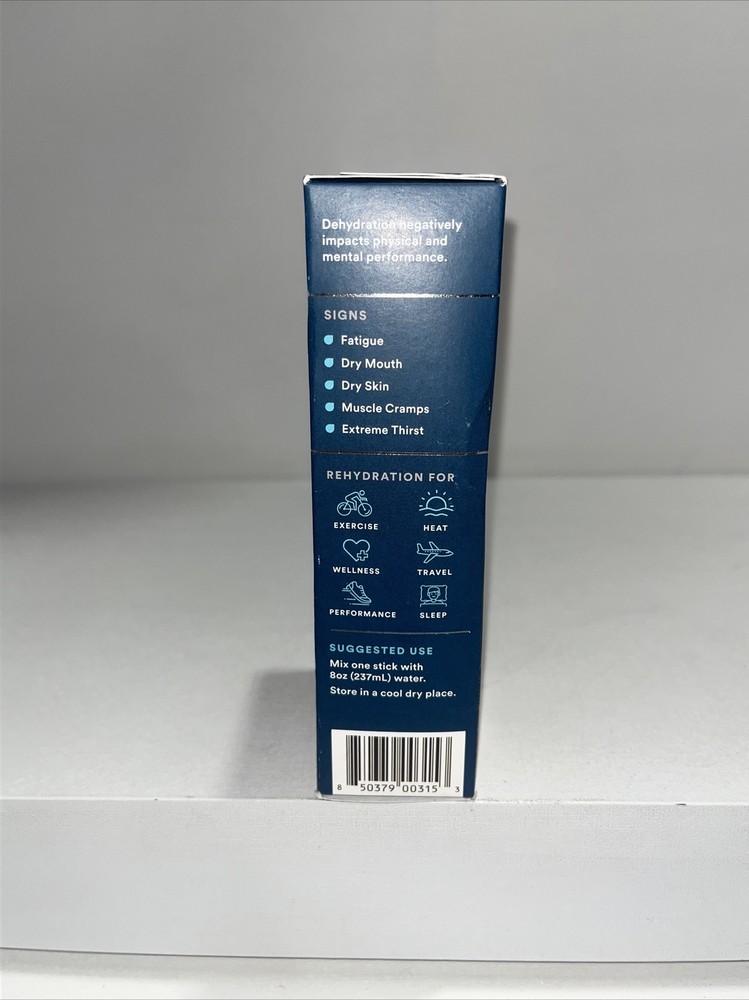 Dehydration negatively
impacts physical and
mental performance.
SIGNS
Fatigue
Dry Mouth
Dry Skin
Muscle Cramps
Extreme Thirst
REHYDRATION FOR
EXERCISE HEAT
WELLNESS TRAVEL
PERFORMANCE SLEEP
SUGGESTED USE
Mix one stick with
8oz (237mL) water.
Store in a cool dry place.
8 50379 00315 3